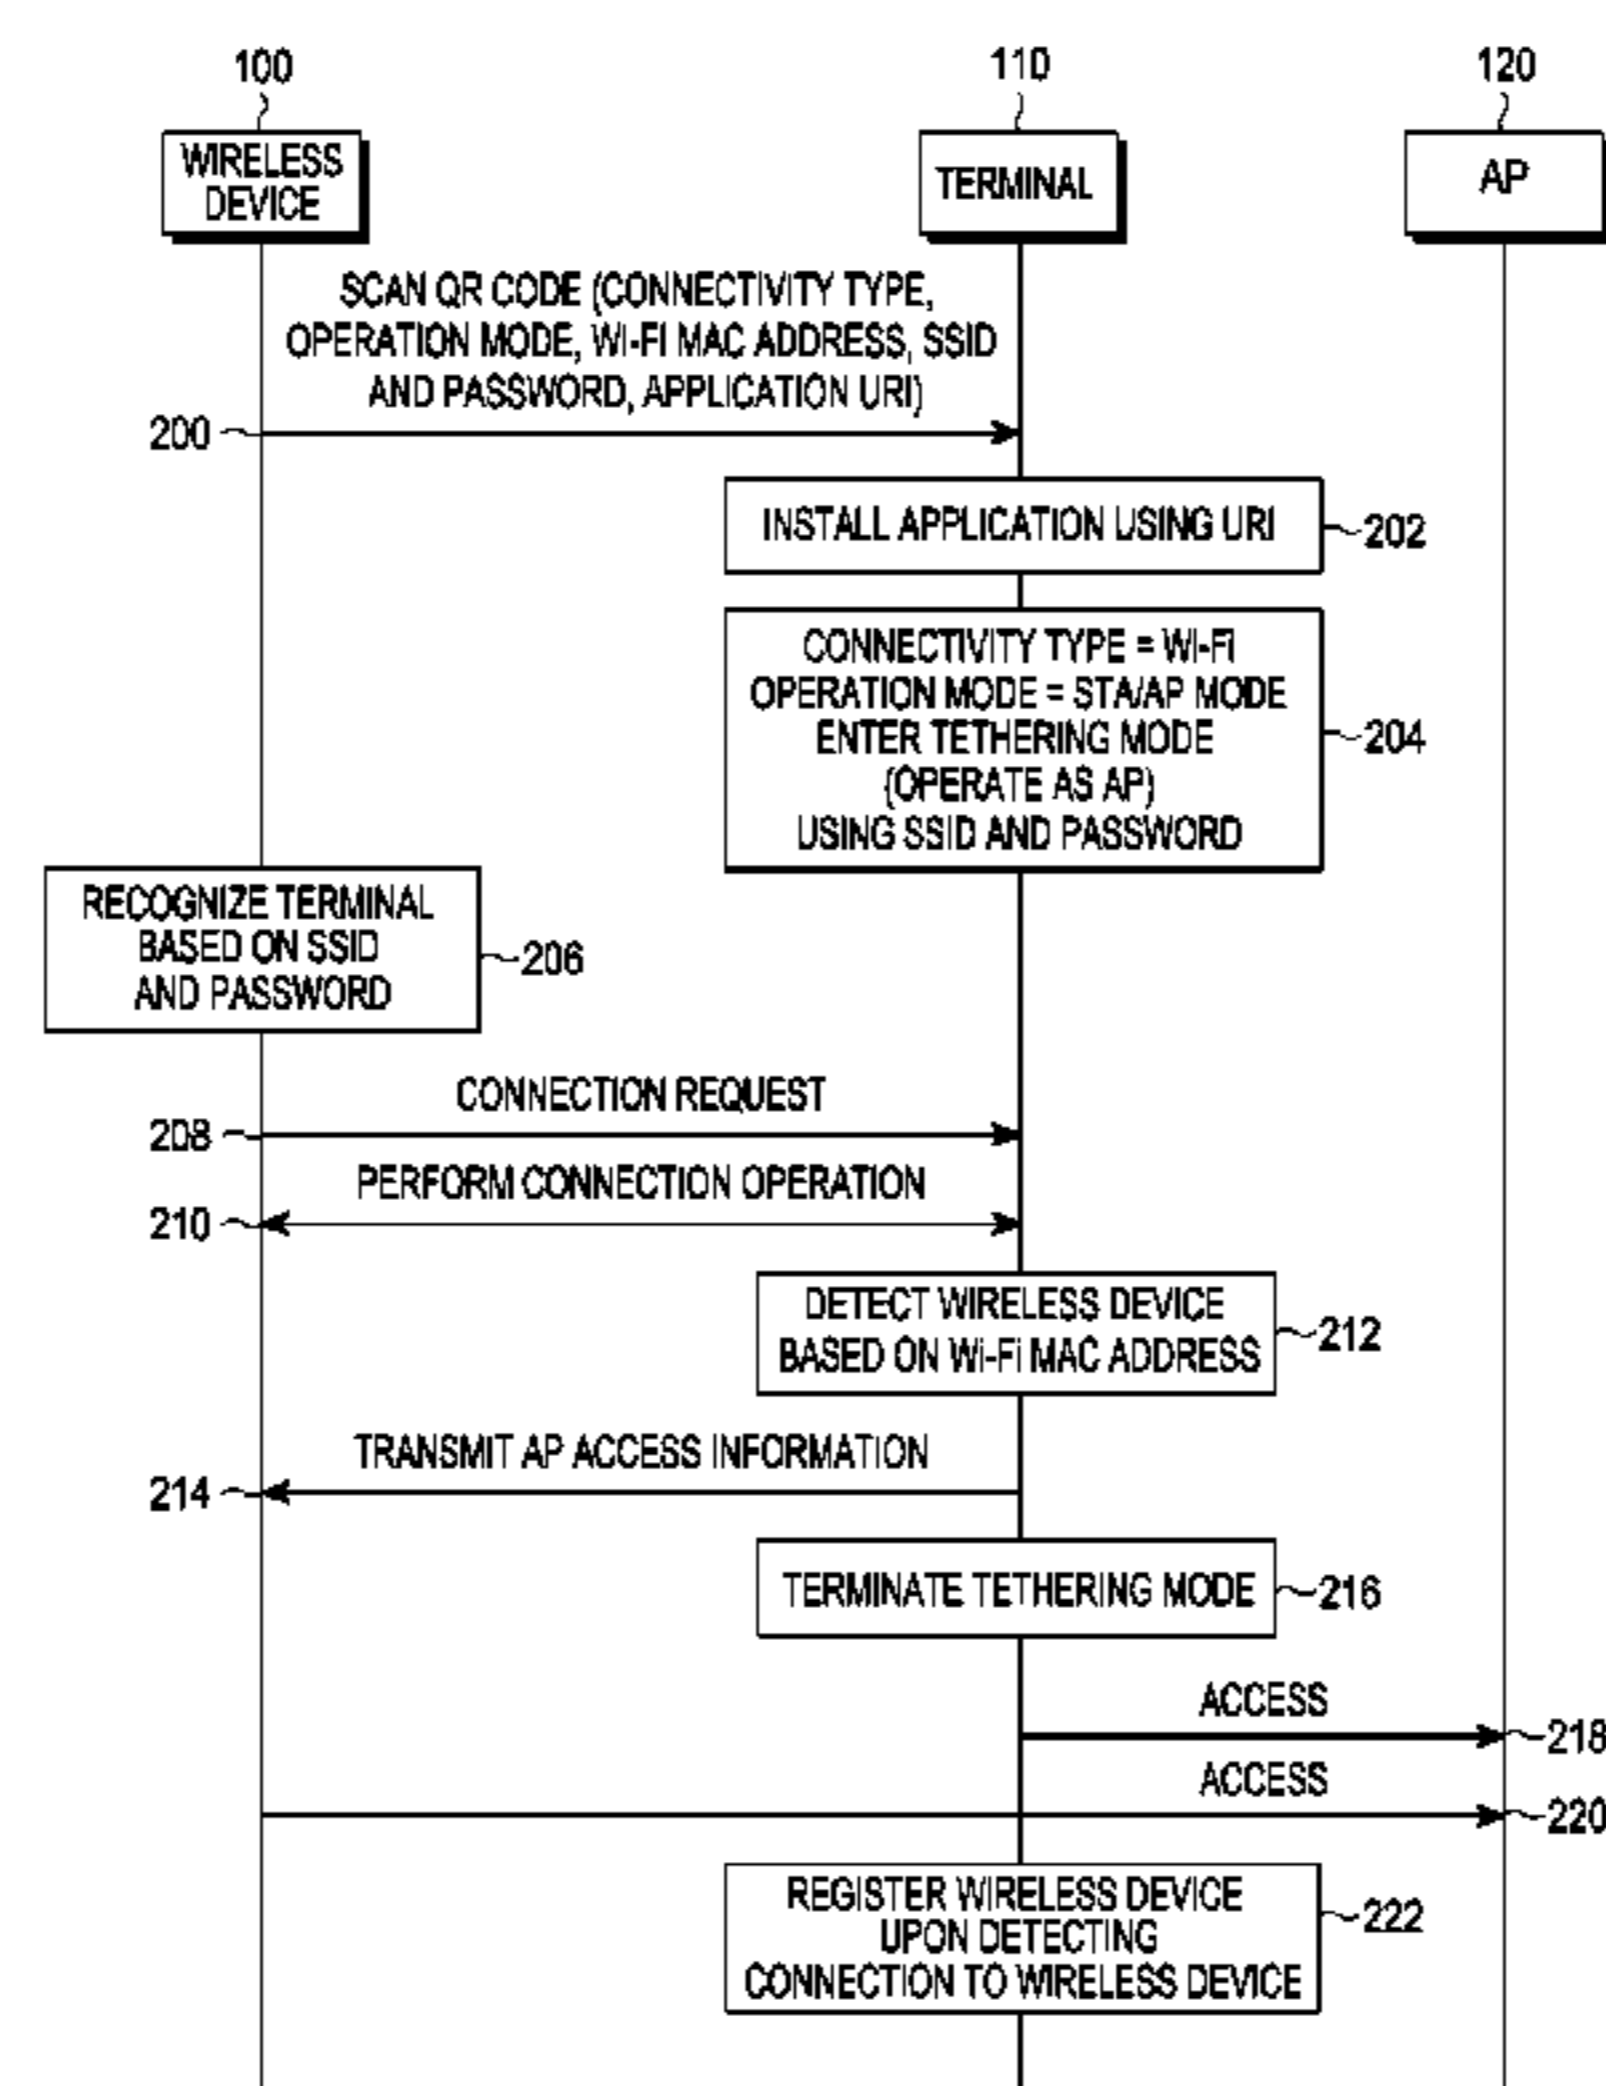 100
110
120
WIRELESS
DEVICE
TERMINAL
AP
SCAN QR CODE (CONNECTIVITY TYPE,
OPERATION MODE, WI-FI MAC ADDRESS, SSID
AND PASSWORD, APPLICATION URI)
200
INSTALL APPLICATION USING URI
202
CONNECTIVITY TYPE = WI-Fi
OPERATION MODE = STA/AP MODE
ENTER TETHERING MODE
(OPERATE AS AP)
USING SSID AND PASSWORD
204
RECOGNIZE TERMINAL
BASED ON SSID
AND PASSWORD
206
CONNECTION REQUEST
208
PERFORM CONNECTION OPERATION
210
DETECT WIRELESS DEVICE
BASED ON Wi-Fi MAC ADDRESS
212
TRANSMIT AP ACCESS INFORMATION
214
TERMINATE TETHERING MODE
216
ACCESS
218
ACCESS
220
REGISTER WIRELESS DEVICE
UPON DETECTING
CONNECTION TO WIRELESS DEVICE
222